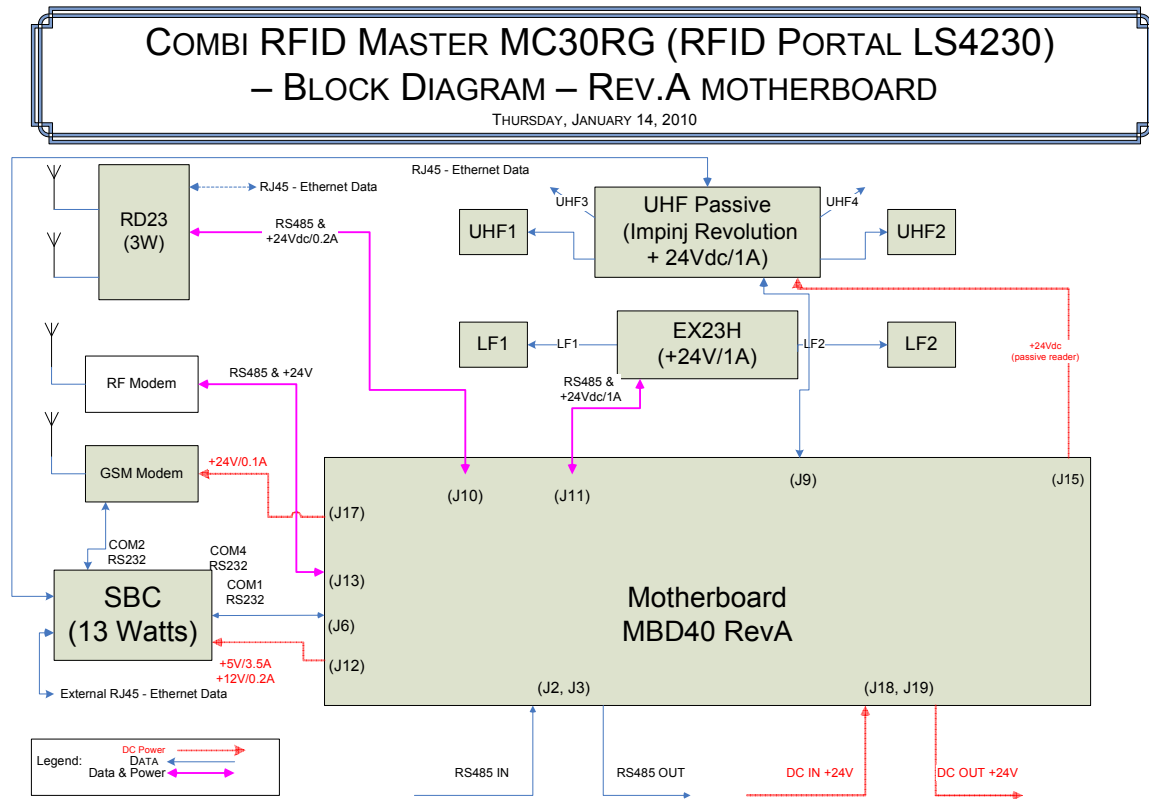 COMBI RFID MASTER MC30RG (RFID PORTAL LS4230)
– BLOCK DIAGRAM – REV.A MOTHERBOARD
THURSDAY, JANUARY 14, 2010
RJ45 - Ethernet Data
RD23
(3W)
RJ45 - Ethernet Data
RS485 &
+24Vdc/0.2A
UHF3
UHF Passive
(Impinj Revolution
+ 24Vdc/1A)
UHF4
UHF1
UHF2
EX23H
(+24V/1A)
LF1
LF1
LF2
LF2
+24Vdc
(passive reader)
RF Modem
RS485 & +24V
RS485 &
+24Vdc/1A
GSM Modem
+24V/0.1A
(J10)
(J11)
(J9)
(J15)
(J17)
COM2
RS232
COM4
RS232
COM1
RS232
(J13)
SBC
(13 Watts)
Motherboard
MBD40 RevA
(J6)
(J12)
+5V/3.5A
+12V/0.2A
External RJ45 - Ethernet Data
(J2, J3)
(J18, J19)
Legend:
DC Power
DATA
Data & Power
RS485 IN
RS485 OUT
DC IN +24V
DC OUT +24V